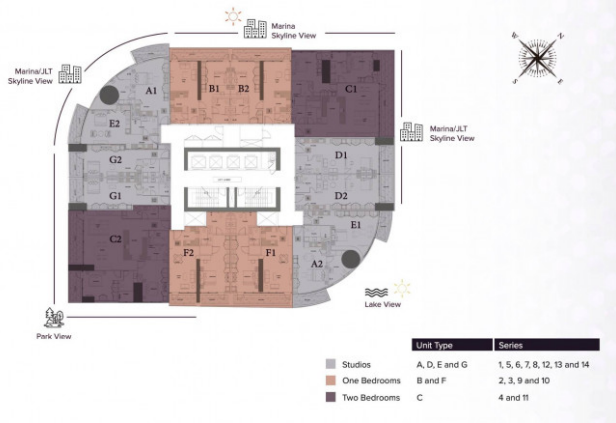 Marina
Skyline View
Marina/JLT
Skyline View
W
N
S
E
A1
B1
B2
C1
E2
Marina/JLT
Skyline View
G2
D1
G1
D2
C2
E1
F2
F1
A2
Lake View
Park View
Unit Type
Series
Studios
A, D, E and G
1, 5, 6, 7, 8, 12, 13 and 14
One Bedrooms
B and F
2, 3, 9 and 10
Two Bedrooms
C
4 and 11